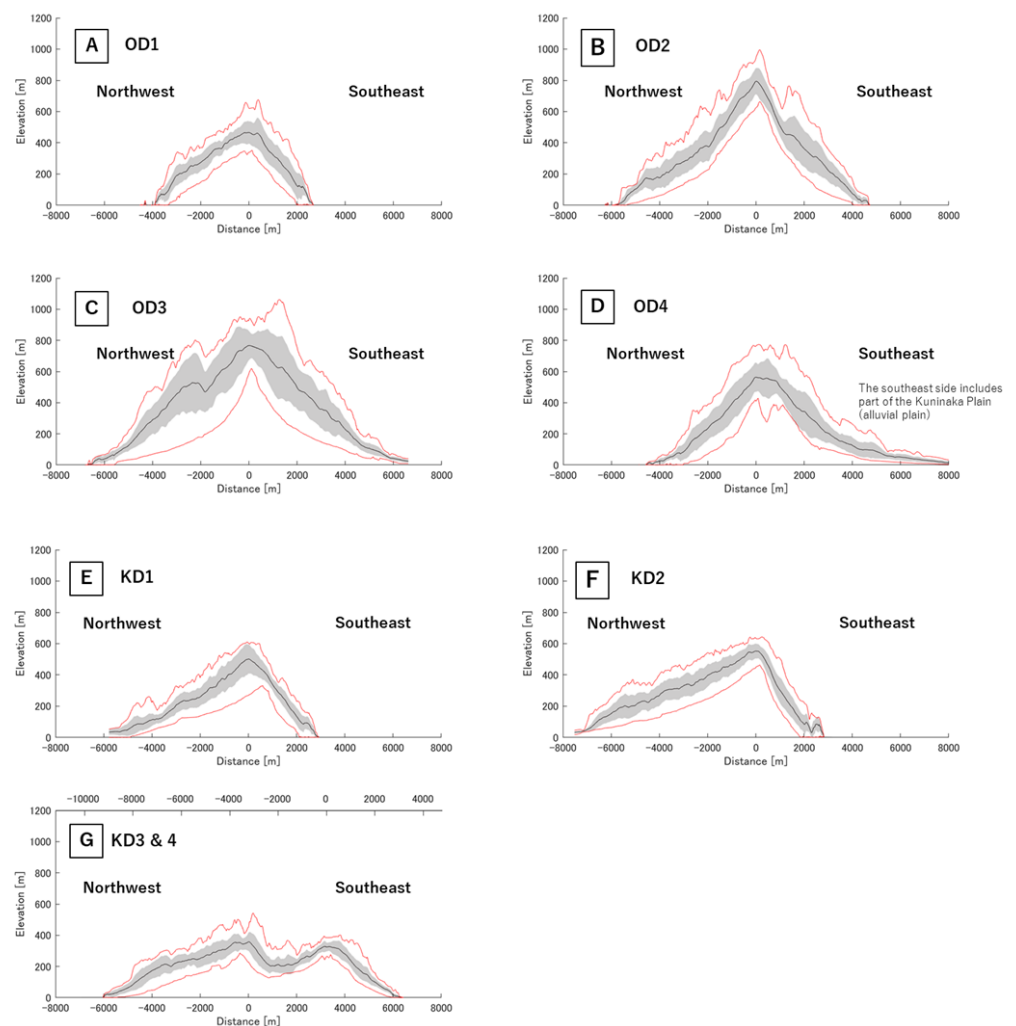 A OD1
Northwest Southeast
Elevation [m]
1200
1000
800
600
400
200
0
−8000 −6000 −4000 −2000 0 2000 4000 6000 8000
Distance [m]
B OD2
Northwest Southeast
Elevation [m]
1200
1000
800
600
400
200
0
−8000 −6000 −4000 −2000 0 2000 4000 6000 8000
Distance [m]
C OD3
Northwest Southeast
Elevation [m]
1200
1000
800
600
400
200
0
−8000 −6000 −4000 −2000 0 2000 4000 6000 8000
Distance [m]
D OD4
Northwest Southeast
The southeast side includes
part of the Kuninaka Plain
(alluvial plain)
Elevation [m]
1200
1000
800
600
400
200
0
−8000 −6000 −4000 −2000 0 2000 4000 6000 8000
Distance [m]
E KD1
Northwest Southeast
Elevation [m]
1200
1000
800
600
400
200
0
−8000 −6000 −4000 −2000 0 2000 4000 6000 8000
Distance [m]
F KD2
Northwest Southeast
Elevation [m]
1200
1000
800
600
400
200
0
−8000 −6000 −4000 −2000 0 2000 4000 6000 8000
Distance [m]
−10000 −8000 −6000 −4000 −2000 0 2000 4000
G KD3 & 4
Northwest Southeast
Elevation [m]
1200
1000
800
600
400
200
0
−8000 −6000 −4000 −2000 0 2000 4000 6000 8000
Distance [m]